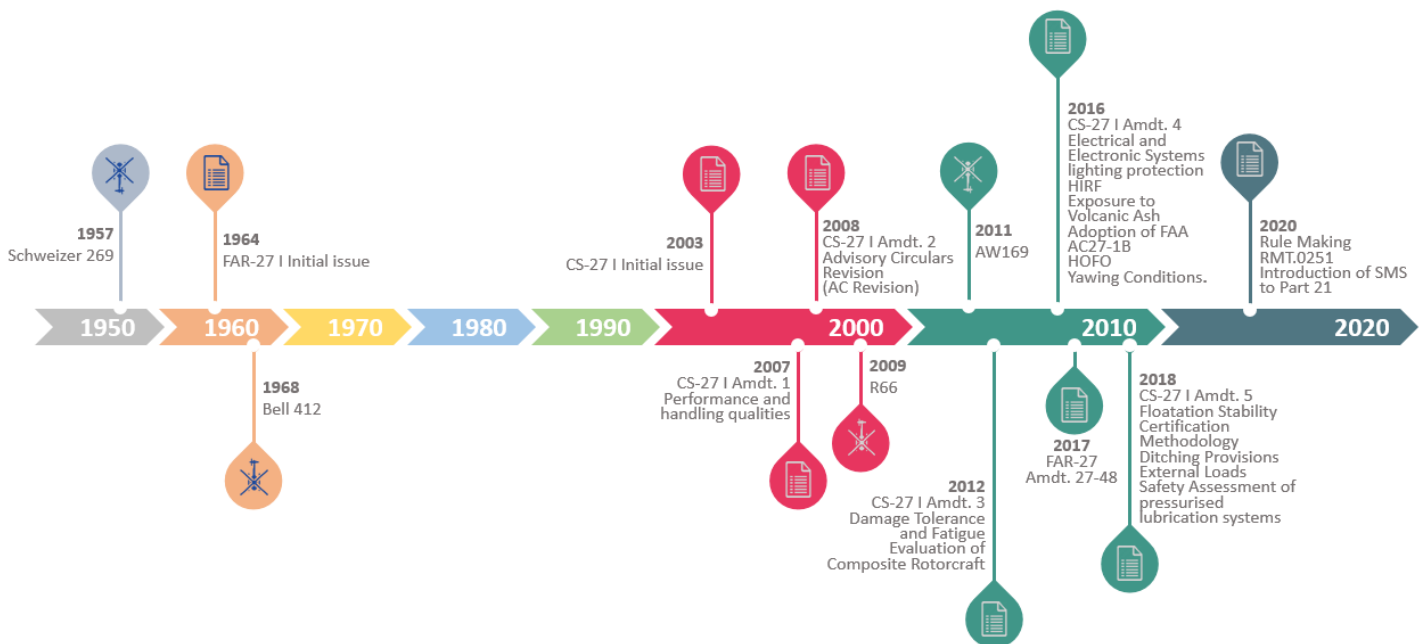 1957
Schweizer 269
1964
FAR-27 I Initial issue
2003
CS-27 I Initial issue
2008
CS-27 I Amdt. 2
Advisory Circulars
Revision
(AC Revision)
2011
AW169
2016
CS-27 I Amdt. 4
Electrical and
Electronic Systems
lighting protection
HIRF
Exposure to
Volcanic Ash
Adoption of FAA
AC27-1B
HOFO
Yawing Conditions.
2020
Rule Making
RMT.0251
Introduction of SMS
to Part 21
1950
1960
1970
1980
1990
2000
2010
2020
1968
Bell 412
2007
CS-27 I Amdt. 1
Performance and
handling qualities
2009
R66
2012
CS-27 I Amdt. 3
Damage Tolerance
and Fatigue
Evaluation of
Composite Rotorcraft
2017
FAR-27
Amdt. 27-48
2018
CS-27 I Amdt. 5
Floatation Stability
Certification
Methodology
Ditching Provisions
External Loads
Safety Assessment of
pressurised
lubrication systems